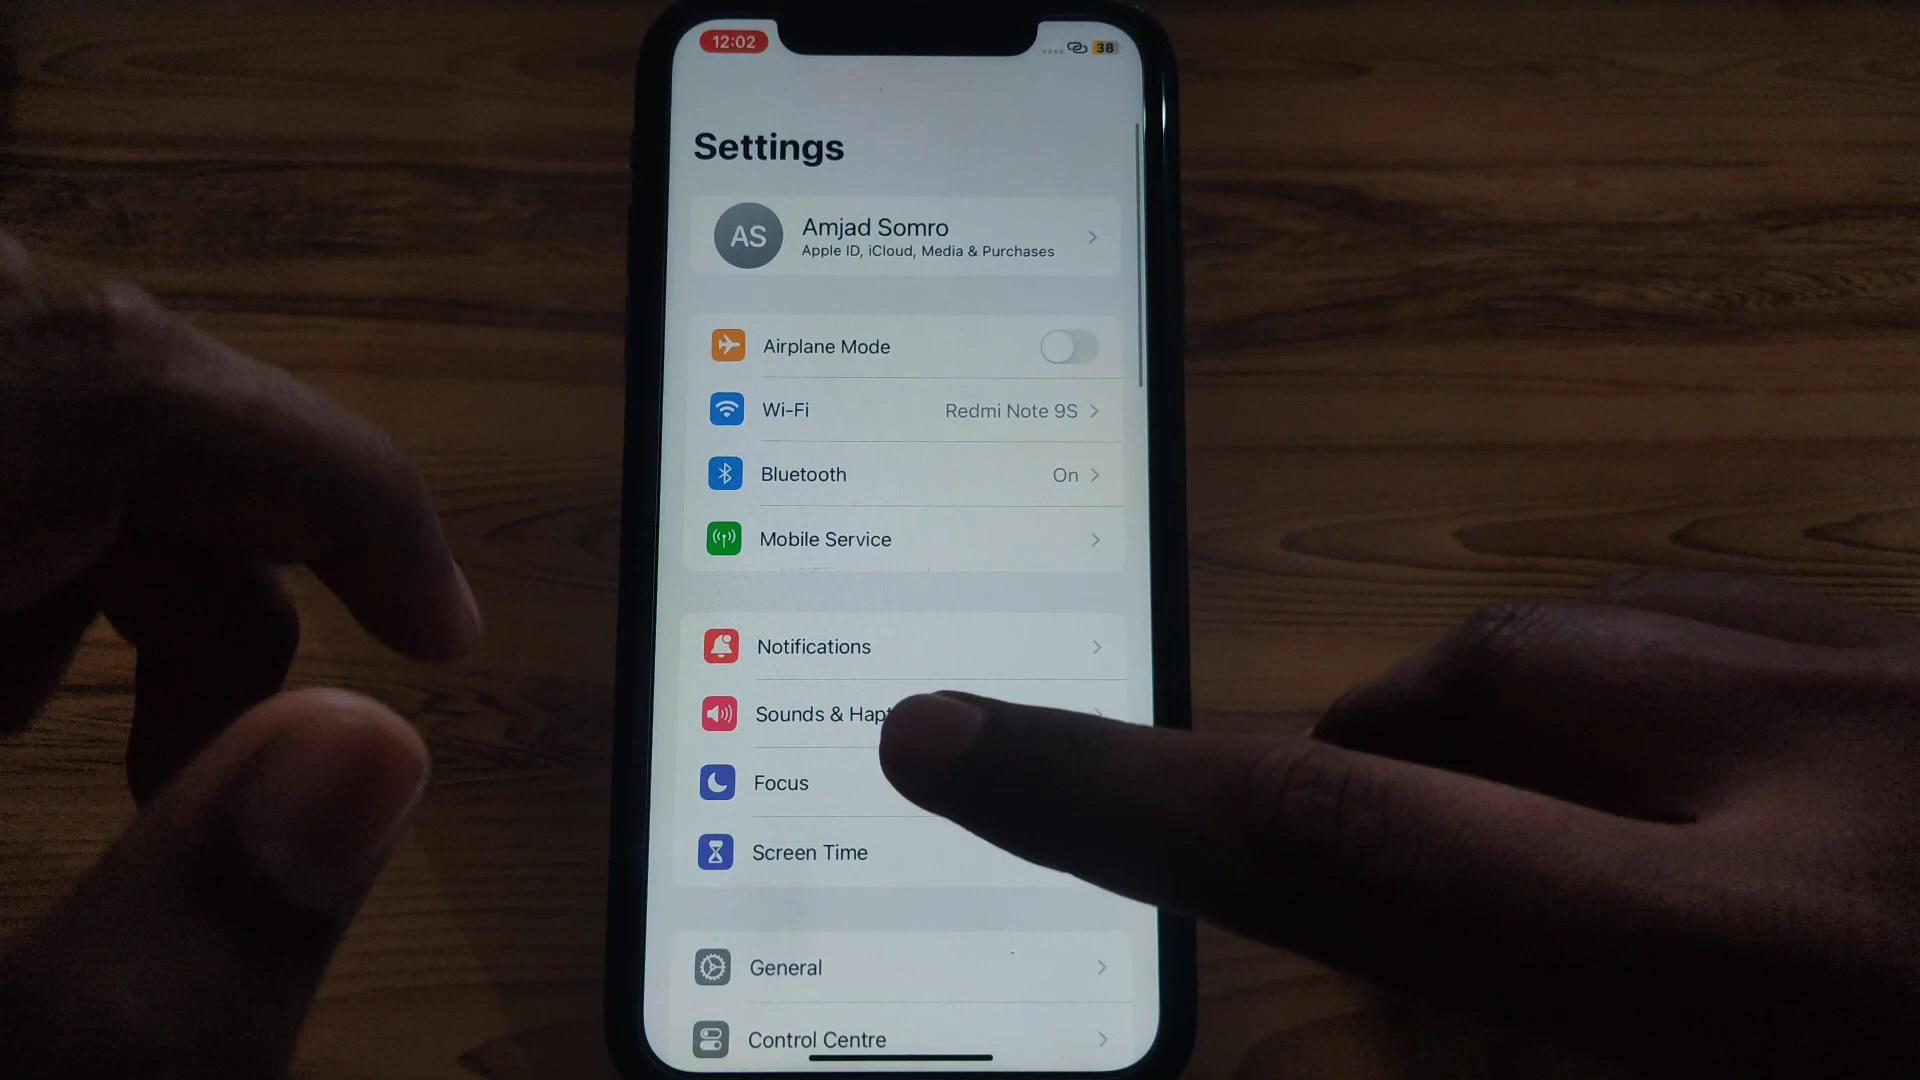 12:02
38
Settings
AS
Amjad Somro
Apple ID, iCloud, Media & Purchases
Airplane Mode
Wi-Fi
Redmi Note 9S
Bluetooth
On
Mobile Service
Notifications
Sounds & Hapt
Focus
Screen Time
General
Control Centre